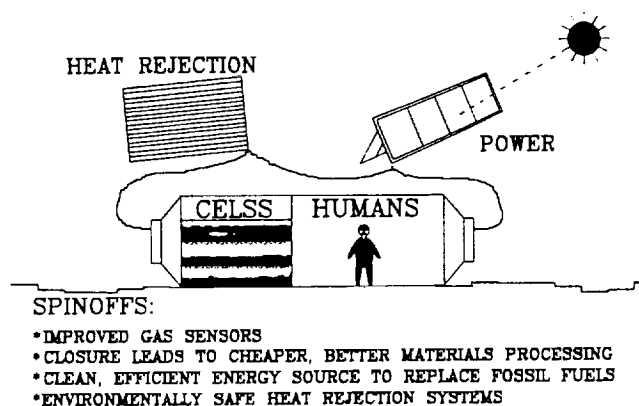 HEAT REJECTION
POWER
CELSS
HUMANS
SPINOFFS:
*IMPROVED GAS SENSORS
*CLOSURE LEADS TO CHEAPER, BETTER MATERIALS PROCESSING
*CLEAN, EFFICIENT ENERGY SOURCE TO REPLACE FOSSIL FUELS
*ENVIRONMENTALLY SAFE HEAT REJECTION SYSTEMS